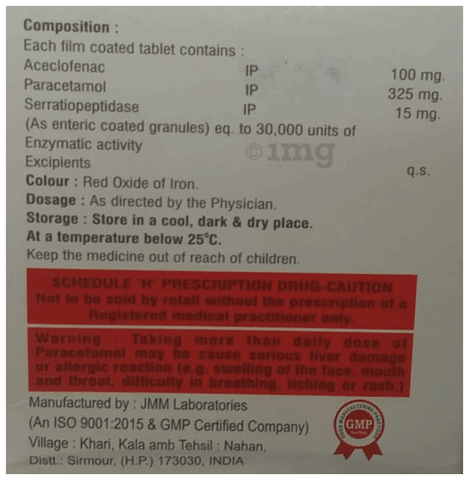 Composition :
Each film coated tablet contains :
Aceclofenac IP 100 mg.
Paracetamol IP 325 mg.
Serratiopeptidase IP 15 mg.
(As enteric coated granules) eq. to 30,000 units of
Enzymatic activity
©1mg
Excipients q.s.
Colour : Red Oxide of Iron.
Dosage : As directed by the Physician.
Storage : Store in a cool, dark & dry place.
At a temperature below 25°C.
Keep the medicine out of reach of children.
SCHEDULE 'H' PRESCRIPTION DRUG-CAUTION
Not to be sold by retail without the prescription of a
Registered medical practitioner only.
Warning : Taking more than daily dose of
Paracetamol may be cause serious liver damage
or allergic reaction (e.g. swelling of the face, mouth
and throat, difficulty in breathing, itching or rash.)
Manufactured by : JMM Laboratories
(An ISO 9001:2015 & GMP Certified Company)
Village : Khari, Kala amb Tehsil : Nahan,
Distt.: Sirmour, (H.P.) 173030, INDIA
GOOD MANUFACTURING PRACTICE
GMP